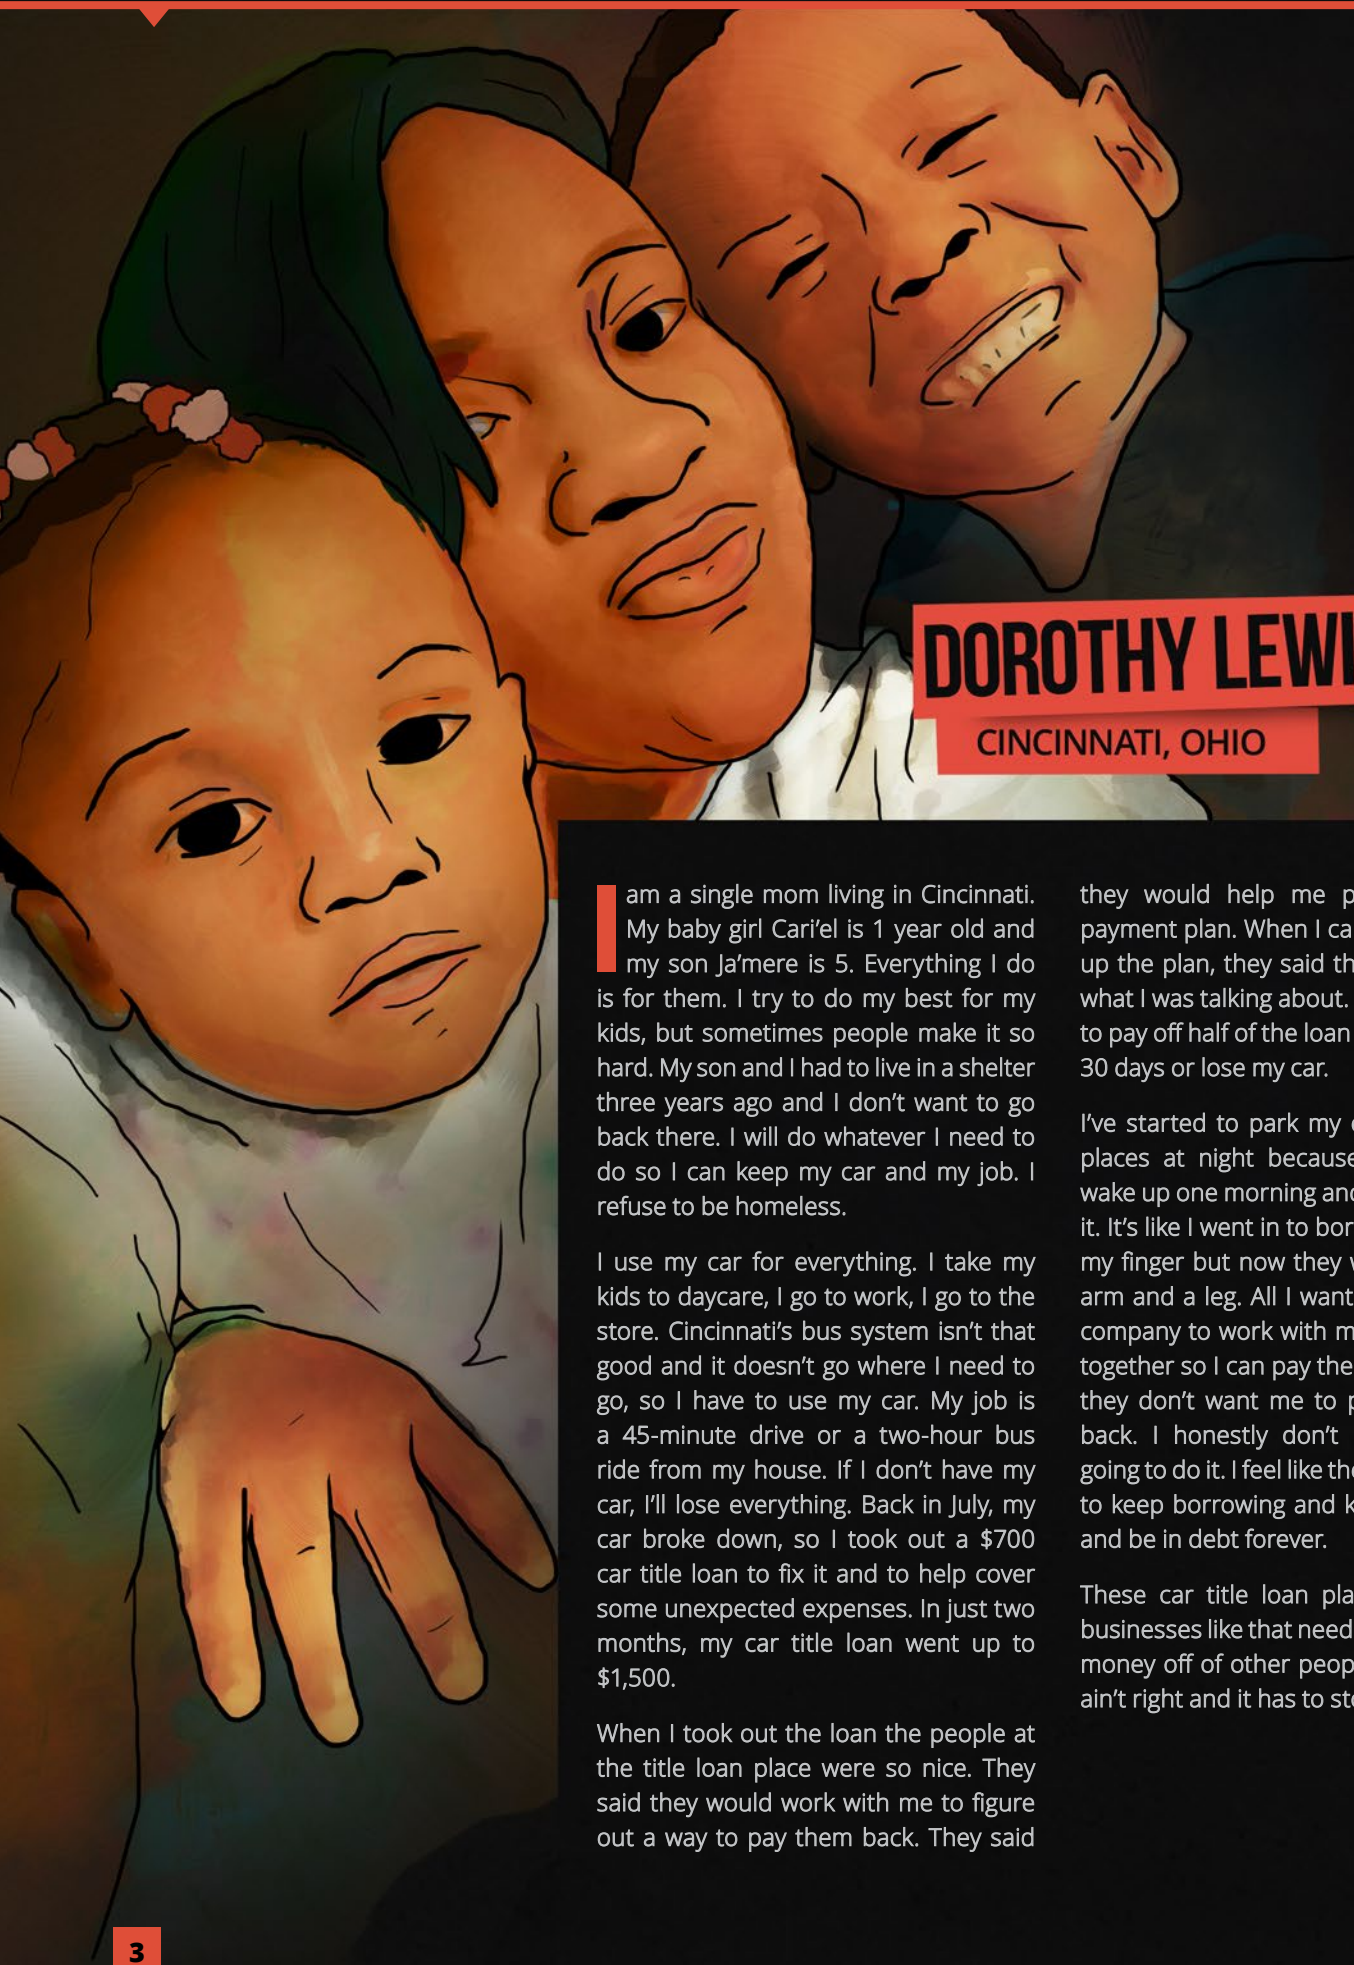 DOROTHY LEWI
CINCINNATI, OHIO
I am a single mom living in Cincinnati.
My baby girl Cari’el is 1 year old and
my son Ja’mere is 5. Everything I do
is for them. I try to do my best for my
kids, but sometimes people make it so
hard. My son and I had to live in a shelter
three years ago and I don’t want to go
back there. I will do whatever I need to
do so I can keep my car and my job. I
refuse to be homeless.
I use my car for everything. I take my
kids to daycare, I go to work, I go to the
store. Cincinnati’s bus system isn’t that
good and it doesn’t go where I need to
go, so I have to use my car. My job is
a 45-minute drive or a two-hour bus
ride from my house. If I don’t have my
car, I’ll lose everything. Back in July, my
car broke down, so I took out a $700
car title loan to fix it and to help cover
some unexpected expenses. In just two
months, my car title loan went up to
$1,500.
When I took out the loan the people at
the title loan place were so nice. They
said they would work with me to figure
out a way to pay them back. They said
they would help me p
payment plan. When I ca
up the plan, they said th
what I was talking about.
to pay off half of the loan
30 days or lose my car.
I’ve started to park my
places at night because
wake up one morning and
it. It’s like I went in to bor
my finger but now they
arm and a leg. All I want
company to work with m
together so I can pay the
they don’t want me to p
back. I honestly don’t
going to do it. I feel like the
to keep borrowing and k
and be in debt forever.
These car title loan pla
businesses like that need
money off of other peop
ain’t right and it has to sto
3